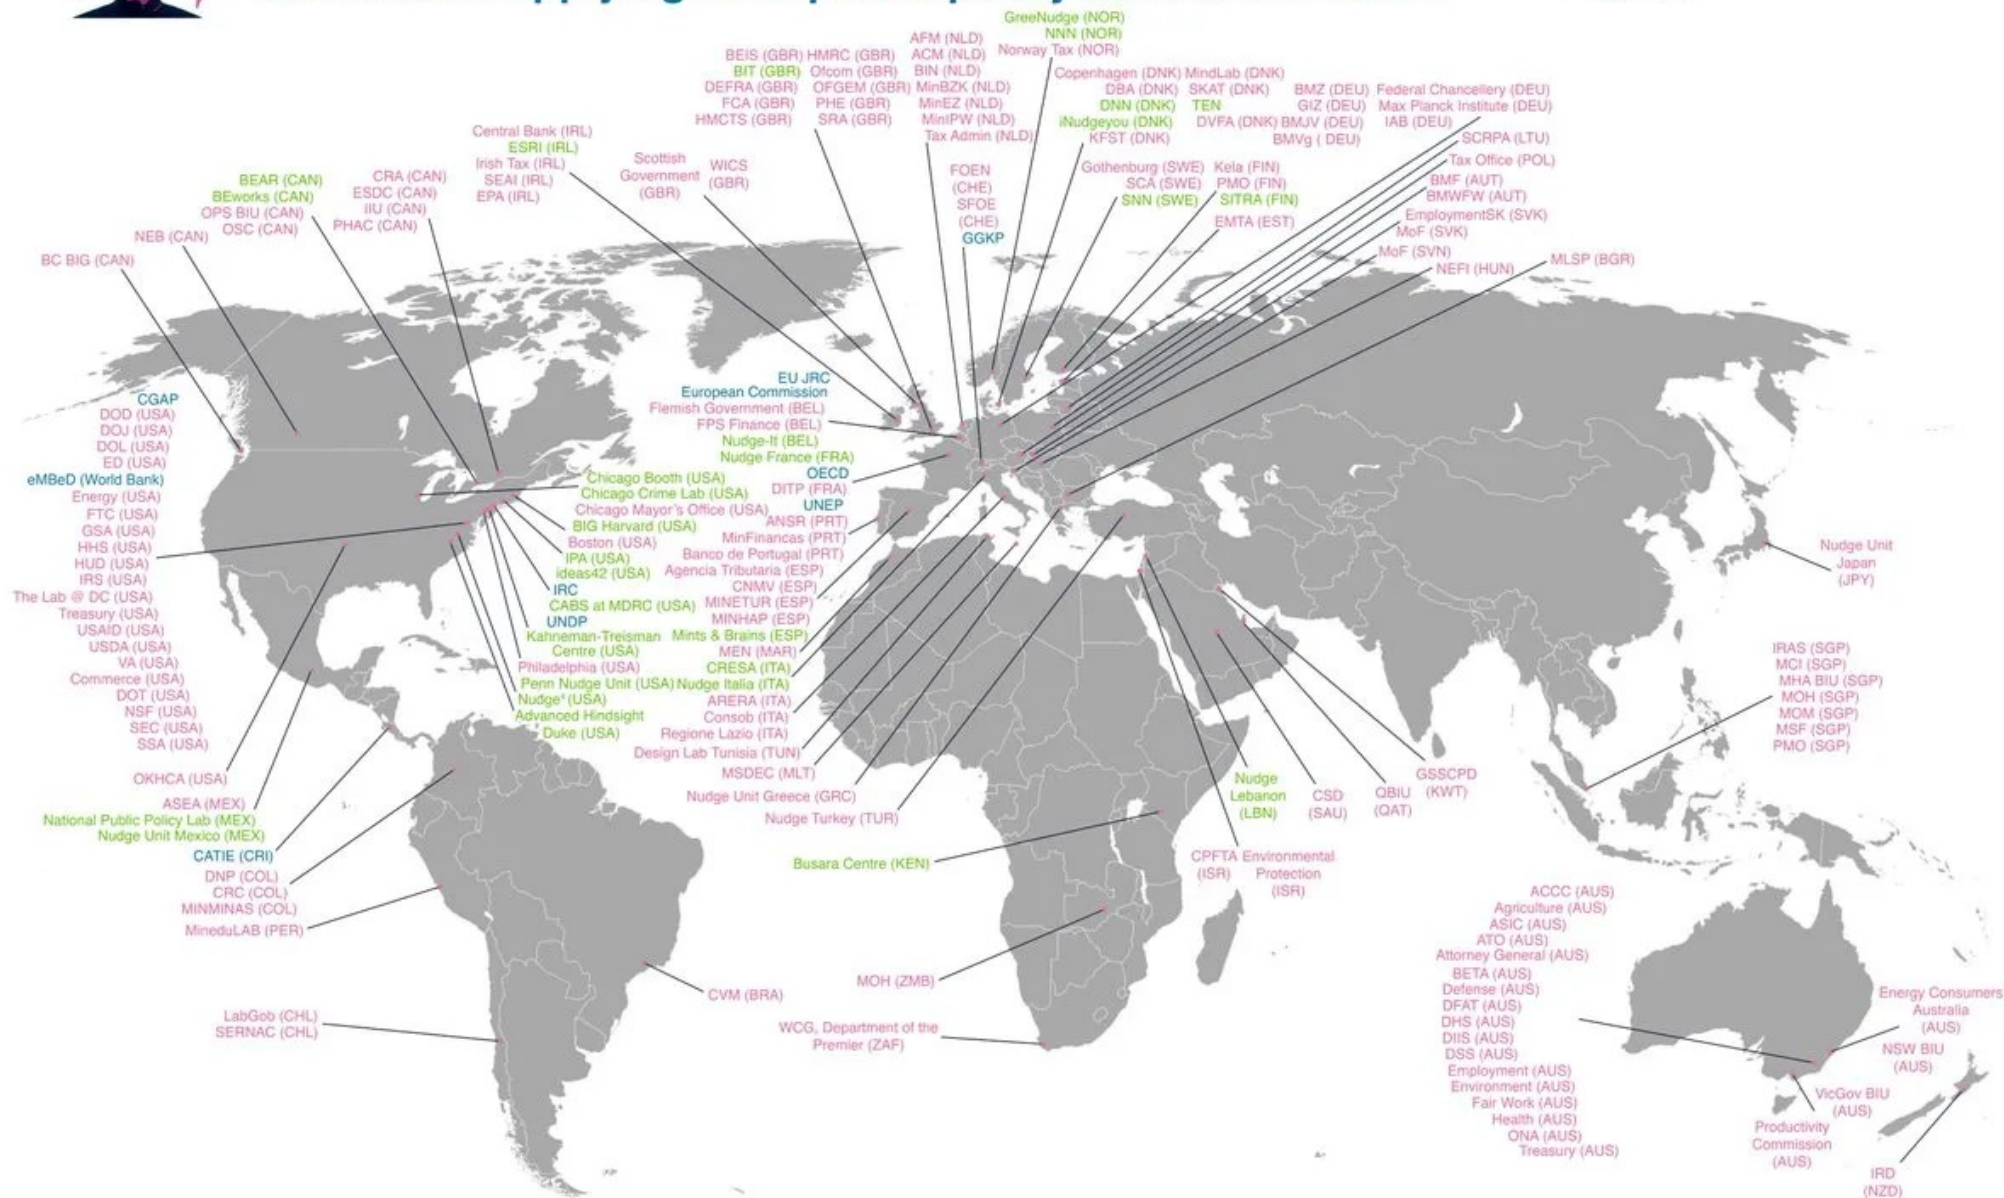 GreeNudge (NOR)
NNN (NOR)
Norway Tax (NOR)
AFM (NLD)
ACM (NLD)
BIN (NLD)
MinBZK (NLD)
MinEZ (NLD)
MinIPW (NLD)
Tax Admin (NLD)
BEIS (GBR) HMRC (GBR)
BIT (GBR) Ofcom (GBR)
DEFRA (GBR) OFGEM (GBR)
FCA (GBR) PHE (GBR)
HMCTS (GBR) SRA (GBR)
Copenhagen (DNK) MindLab (DNK)
DBA (DNK) SKAT (DNK)
DNN (DNK) TEN
iNudgeyou (DNK) DVFA (DNK)
KFST (DNK)
BMZ (DEU) Federal Chancellery (DEU)
GIZ (DEU) Max Planck Institute (DEU)
BMJV (DEU) IAB (DEU)
BMVg ( DEU)
SCRPA (LTU)
Tax Office (POL)
BMF (AUT)
BMWFW (AUT)
EmploymentSK (SVK)
MoF (SVK)
MoF (SVN)
NEFI (HUN)
MLSP (BGR)
Central Bank (IRL)
ESRI (IRL)
Irish Tax (IRL)
SEAI (IRL)
EPA (IRL)
Scottish
Government
(GBR)
WICS
(GBR)
FOEN
(CHE)
SFOE
(CHE)
GGKP
Gothenburg (SWE)
SCA (SWE)
SNN (SWE)
Kela (FIN)
PMO (FIN)
SITRA (FIN)
EMTA (EST)
BEAR (CAN)
BEworks (CAN)
OPS BIU (CAN)
OSC (CAN)
CRA (CAN)
ESDC (CAN)
IIU (CAN)
PHAC (CAN)
NEB (CAN)
BC BIG (CAN)
CGAP
DOD (USA)
DOJ (USA)
DOL (USA)
ED (USA)
eMBeD (World Bank)
Energy (USA)
FTC (USA)
GSA (USA)
HHS (USA)
HUD (USA)
IRS (USA)
The Lab @ DC (USA)
Treasury (USA)
USAID (USA)
USDA (USA)
VA (USA)
Commerce (USA)
DOT (USA)
NSF (USA)
SEC (USA)
SSA (USA)
OKHCA (USA)
ASEA (MEX)
National Public Policy Lab (MEX)
Nudge Unit Mexico (MEX)
CATIE (CRI)
DNP (COL)
CRC (COL)
MINMINAS (COL)
MineduLAB (PER)
LabGob (CHL)
SERNAC (CHL)
CVM (BRA)
Chicago Booth (USA)
Chicago Crime Lab (USA)
Chicago Mayor's Office (USA)
BIG Harvard (USA)
Boston (USA)
IPA (USA)
ideas42 (USA)
IRC
CABS at MDRC (USA)
UNDP
Kahneman-Treisman
Centre (USA)
Philadelphia (USA)
Penn Nudge Unit (USA)
Nudge⁴ (USA)
Advanced Hindsight
Duke (USA)
EU JRC
European Commission
Flemish Government (BEL)
FPS Finance (BEL)
Nudge-It (BEL)
Nudge France (FRA)
OECD
DITP (FRA)
UNEP
ANSR (PRT)
MinFinancas (PRT)
Banco de Portugal (PRT)
Agencia Tributaria (ESP)
CNMV (ESP)
MINETUR (ESP)
MINHAP (ESP)
Mints & Brains (ESP)
MEN (MAR)
CRESA (ITA)
Nudge Italia (ITA)
ARERA (ITA)
Consob (ITA)
Regione Lazio (ITA)
Design Lab Tunisia (TUN)
MSDEC (MLT)
Nudge Unit Greece (GRC)
Nudge Turkey (TUR)
Busara Centre (KEN)
MOH (ZMB)
WCG, Department of the
Premier (ZAF)
Nudge
Lebanon
(LBN)
CPFTA
(ISR)
Environmental
Protection
(ISR)
CSD
(SAU)
QBIU
(QAT)
GSSCPD
(KWT)
Nudge Unit
Japan
(JPY)
IRAS (SGP)
MCI (SGP)
MHA BIU (SGP)
MOH (SGP)
MOM (SGP)
MSF (SGP)
PMO (SGP)
ACCC (AUS)
Agriculture (AUS)
ASIC (AUS)
ATO (AUS)
Attorney General (AUS)
BETA (AUS)
Defense (AUS)
DFAT (AUS)
DHS (AUS)
DIIS (AUS)
DSS (AUS)
Employment (AUS)
Environment (AUS)
Fair Work (AUS)
Health (AUS)
ONA (AUS)
Treasury (AUS)
Energy Consumers
Australia
(AUS)
NSW BIU
(AUS)
VicGov BIU
(AUS)
Productivity
Commission
(AUS)
IRD
(NZD)